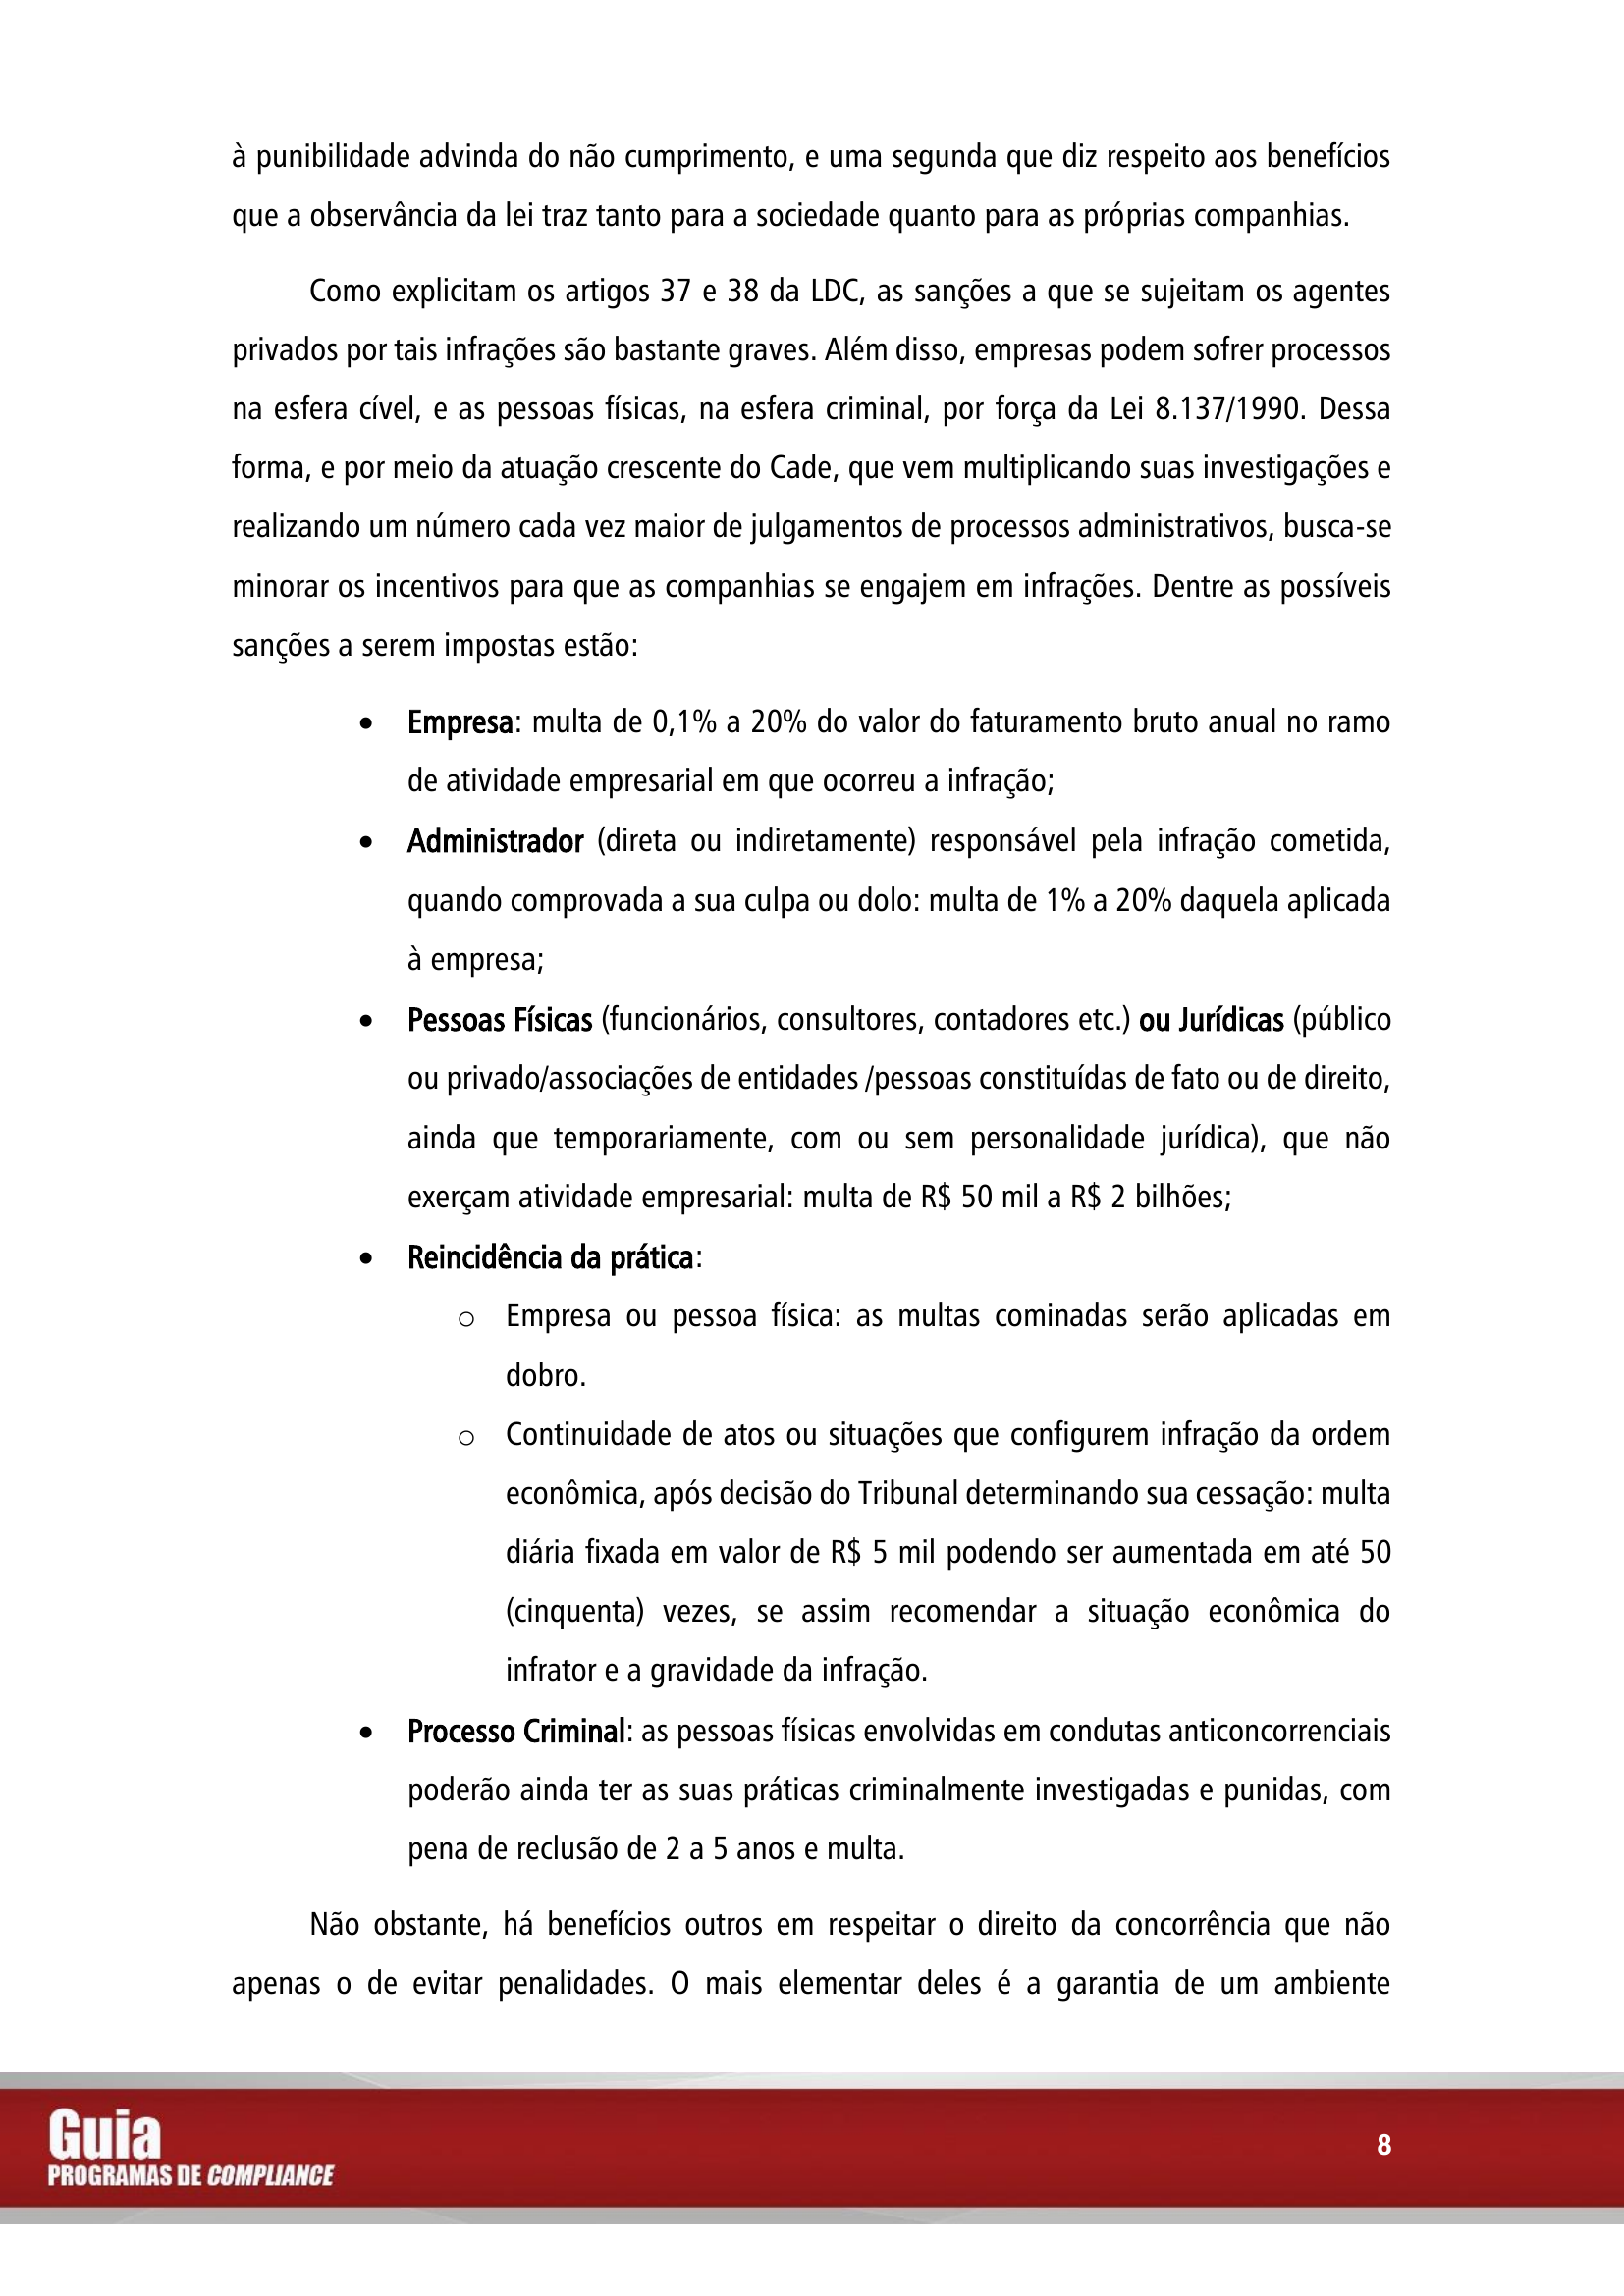 à punibilidade advinda do não cumprimento, e uma segunda que diz respeito aos benefícios
que a observância da lei traz tanto para a sociedade quanto para as próprias companhias.
Como explicitam os artigos 37 e 38 da LDC, as sanções a que se sujeitam os agentes
privados por tais infrações são bastante graves. Além disso, empresas podem sofrer processos
na esfera cível, e as pessoas físicas, na esfera criminal, por força da Lei 8.137/1990. Dessa
forma, e por meio da atuação crescente do Cade, que vem multiplicando suas investigações e
realizando um número cada vez maior de julgamentos de processos administrativos, busca-se
minorar os incentivos para que as companhias se engajem em infrações. Dentre as possíveis
sanções a serem impostas estão:
• Empresa: multa de 0,1% a 20% do valor do faturamento bruto anual no ramo
de atividade empresarial em que ocorreu a infração;
• Administrador (direta ou indiretamente) responsável pela infração cometida,
quando comprovada a sua culpa ou dolo: multa de 1% a 20% daquela aplicada
à empresa;
• Pessoas Físicas (funcionários, consultores, contadores etc.) ou Jurídicas (público
ou privado/associações de entidades /pessoas constituídas de fato ou de direito,
ainda que temporariamente, com ou sem personalidade jurídica), que não
exerçam atividade empresarial: multa de R$ 50 mil a R$ 2 bilhões;
• Reincidência da prática:
o Empresa ou pessoa física: as multas cominadas serão aplicadas em
dobro.
o Continuidade de atos ou situações que configurem infração da ordem
econômica, após decisão do Tribunal determinando sua cessação: multa
diária fixada em valor de R$ 5 mil podendo ser aumentada em até 50
(cinquenta) vezes, se assim recomendar a situação econômica do
infrator e a gravidade da infração.
• Processo Criminal: as pessoas físicas envolvidas em condutas anticoncorrenciais
poderão ainda ter as suas práticas criminalmente investigadas e punidas, com
pena de reclusão de 2 a 5 anos e multa.
Não obstante, há benefícios outros em respeitar o direito da concorrência que não
apenas o de evitar penalidades. O mais elementar deles é a garantia de um ambiente
Guia
PROGRAMAS DE COMPLIANCE
8